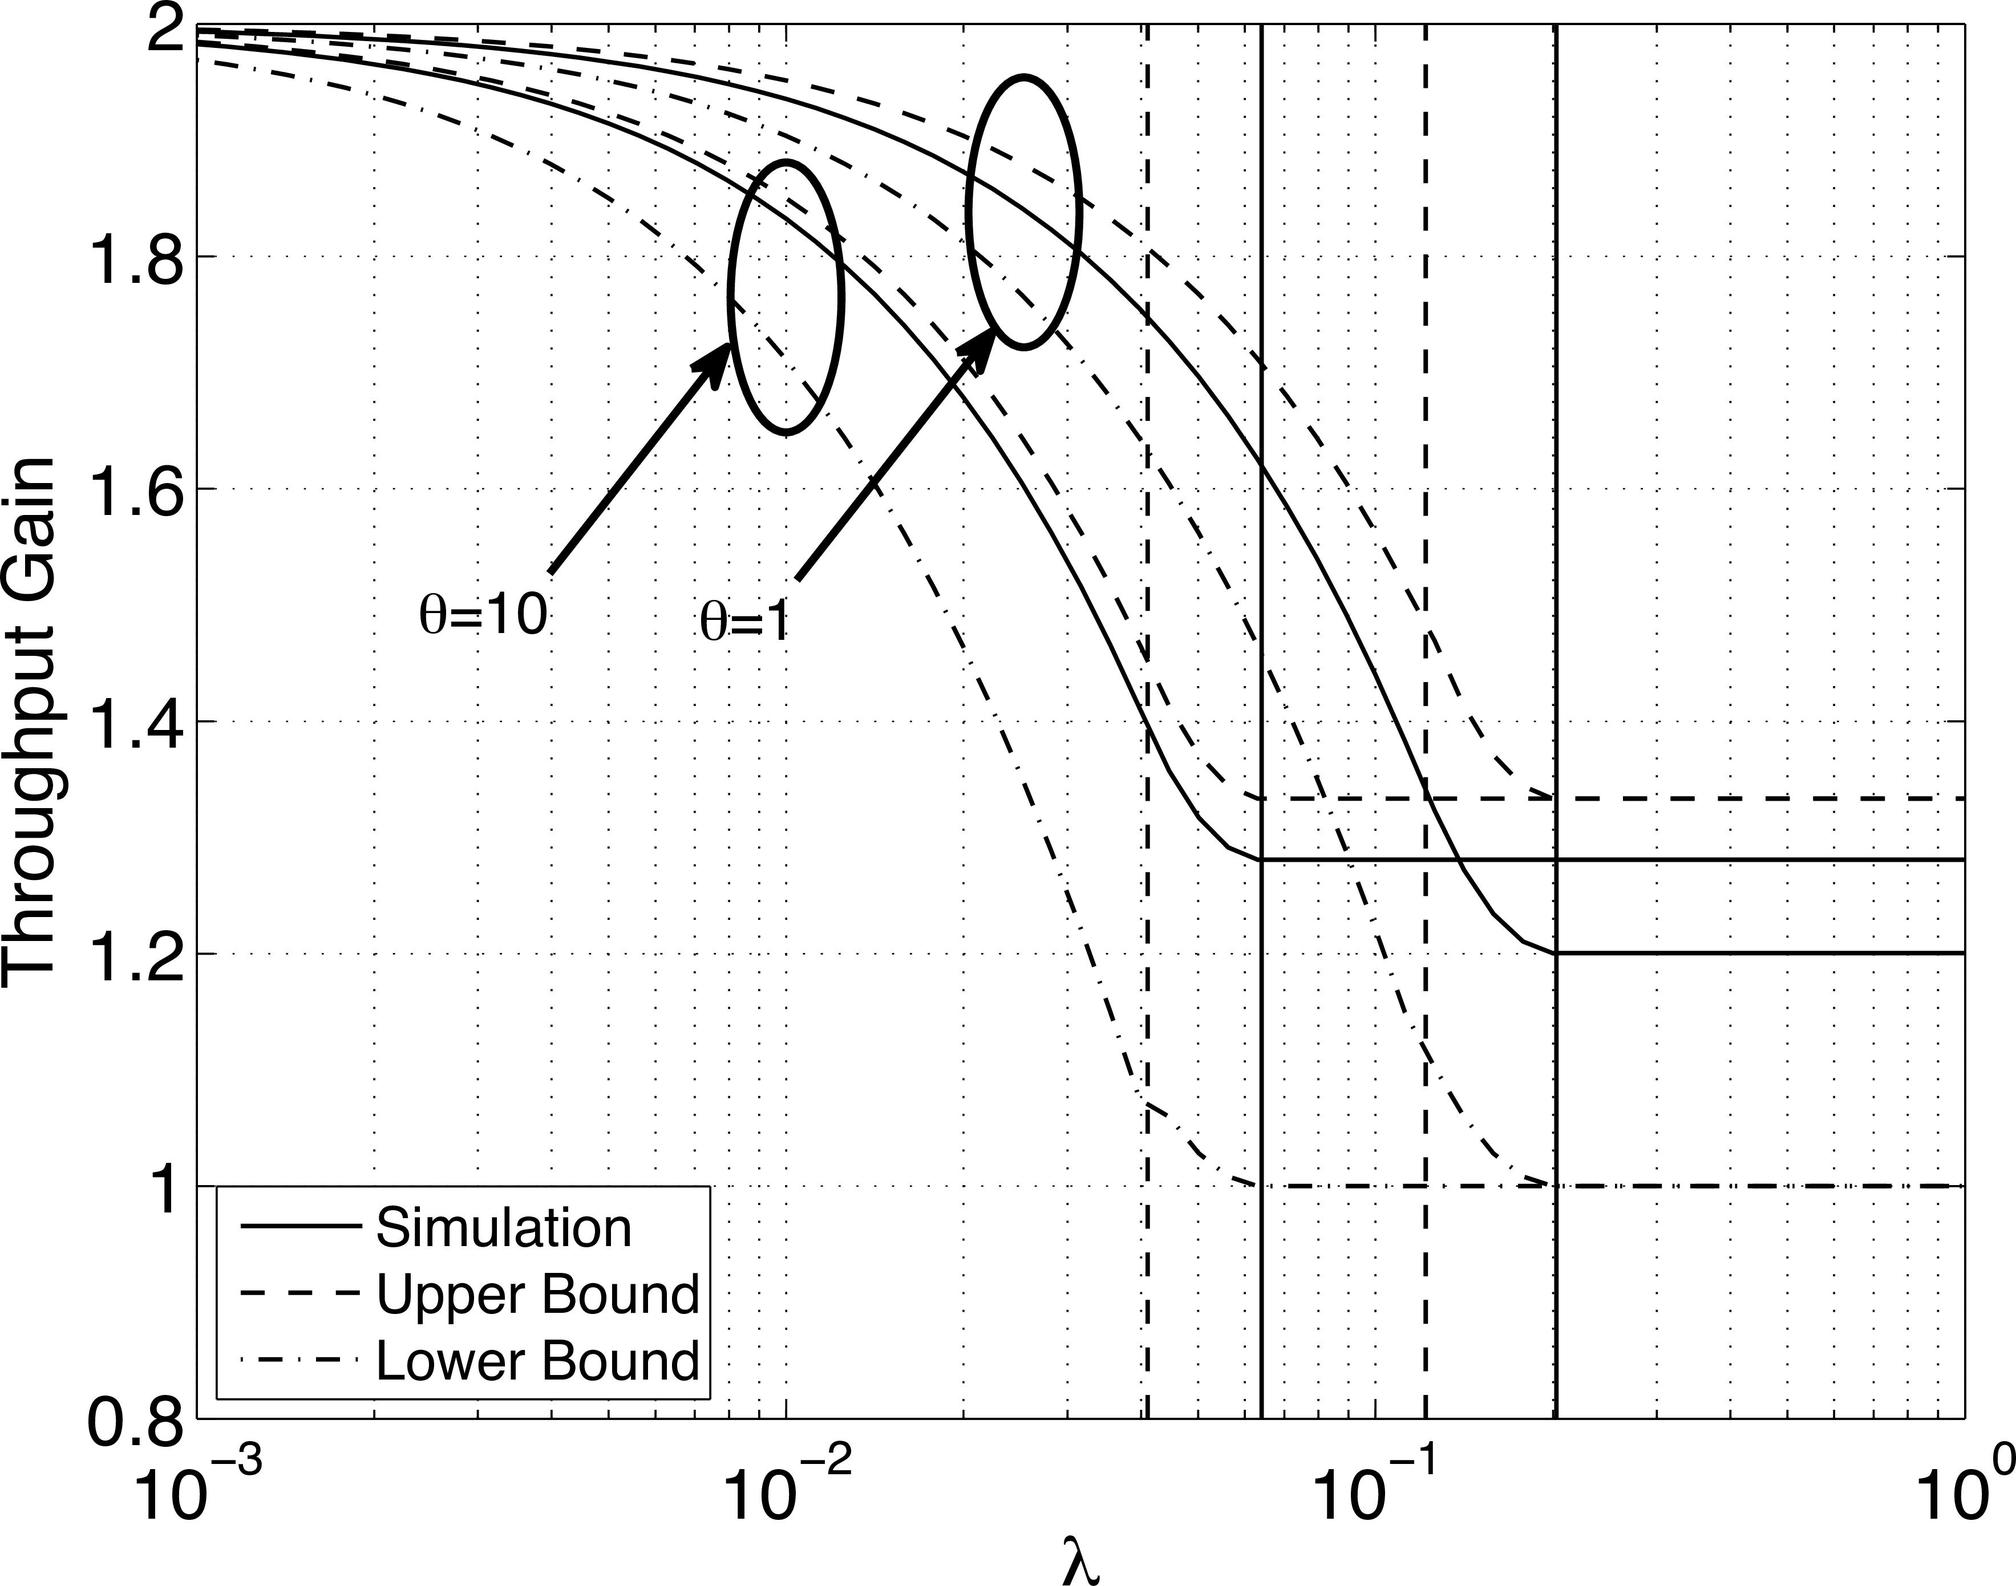 2
1.8
1.6
1.4
1.2
1
0.8
Throughput Gain
θ=10
θ=1
Simulation
Upper Bound
Lower Bound
10⁻³
10⁻²
10⁻¹
10⁰
λ